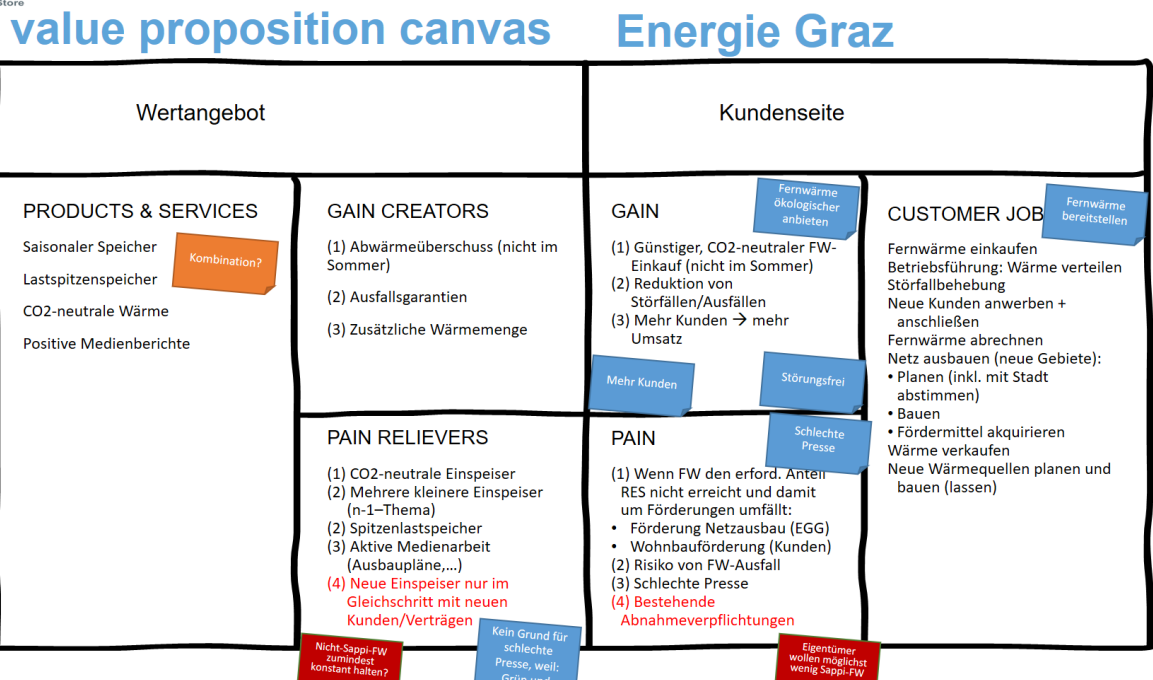 Store
value proposition canvas
Energie Graz
Wertangebot
Kundenseite
PRODUCTS & SERVICES
Saisonaler Speicher
Lastspitzenspeicher
CO2-neutrale Wärme
Positive Medienberichte
Kombination?
GAIN CREATORS
(1) Abwärmeüberschuss (nicht im
Sommer)
(2) Ausfallsgarantien
(3) Zusätzliche Wärmemenge
GAIN
Fernwärme
ökologischer
anbieten
(1) Günstiger, CO2-neutraler FW-
Einkauf (nicht im Sommer)
(2) Reduktion von
Störfällen/Ausfällen
(3) Mehr Kunden → mehr
Umsatz
Mehr Kunden
Störungsfrei
CUSTOMER JOB
Fernwärme
bereitstellen
Fernwärme einkaufen
Betriebsführung: Wärme verteilen
Störfallbehebung
Neue Kunden anwerben +
anschließen
Fernwärme abrechnen
Netz ausbauen (neue Gebiete):
• Planen (inkl. mit Stadt
abstimmen)
• Bauen
• Fördermittel akquirieren
Wärme verkaufen
Neue Wärmequellen planen und
bauen (lassen)
PAIN RELIEVERS
(1) CO2-neutrale Einspeiser
(2) Mehrere kleinere Einspeiser
(n-1–Thema)
(2) Spitzenlastspeicher
(3) Aktive Medienarbeit
(Ausbaupläne,...)
(4) Neue Einspeiser nur im
Gleichschritt mit neuen
Kunden/Verträgen
Nicht-Sappi-FW
zumindest
konstant halten?
Kein Grund für
schlechte
Presse, weil:
Grün und
PAIN
Schlechte
Presse
(1) Wenn FW den erford. Anteil
RES nicht erreicht und damit
um Förderungen umfällt:
• Förderung Netzausbau (EGG)
• Wohnbauförderung (Kunden)
(2) Risiko von FW-Ausfall
(3) Schlechte Presse
(4) Bestehende
Abnahmeverpflichtungen
Eigentümer
wollen möglichst
wenig Sappi-FW